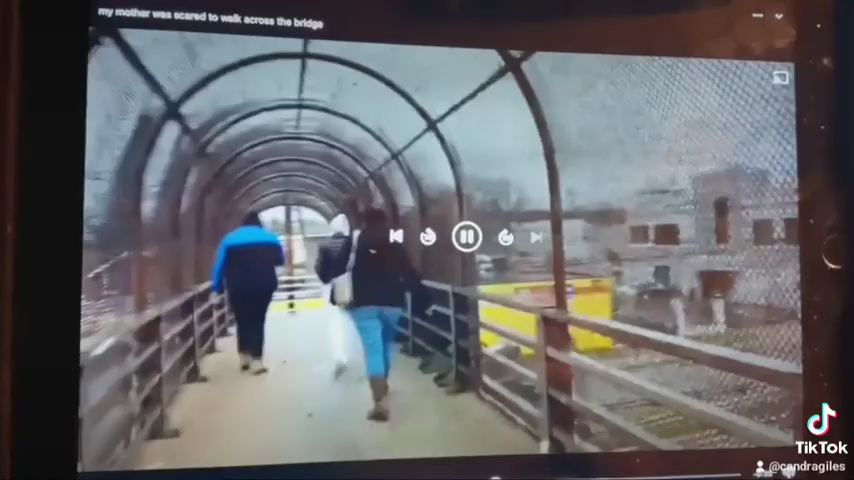 my mother was scared to walk across the bridge
TikTok
@candragiles